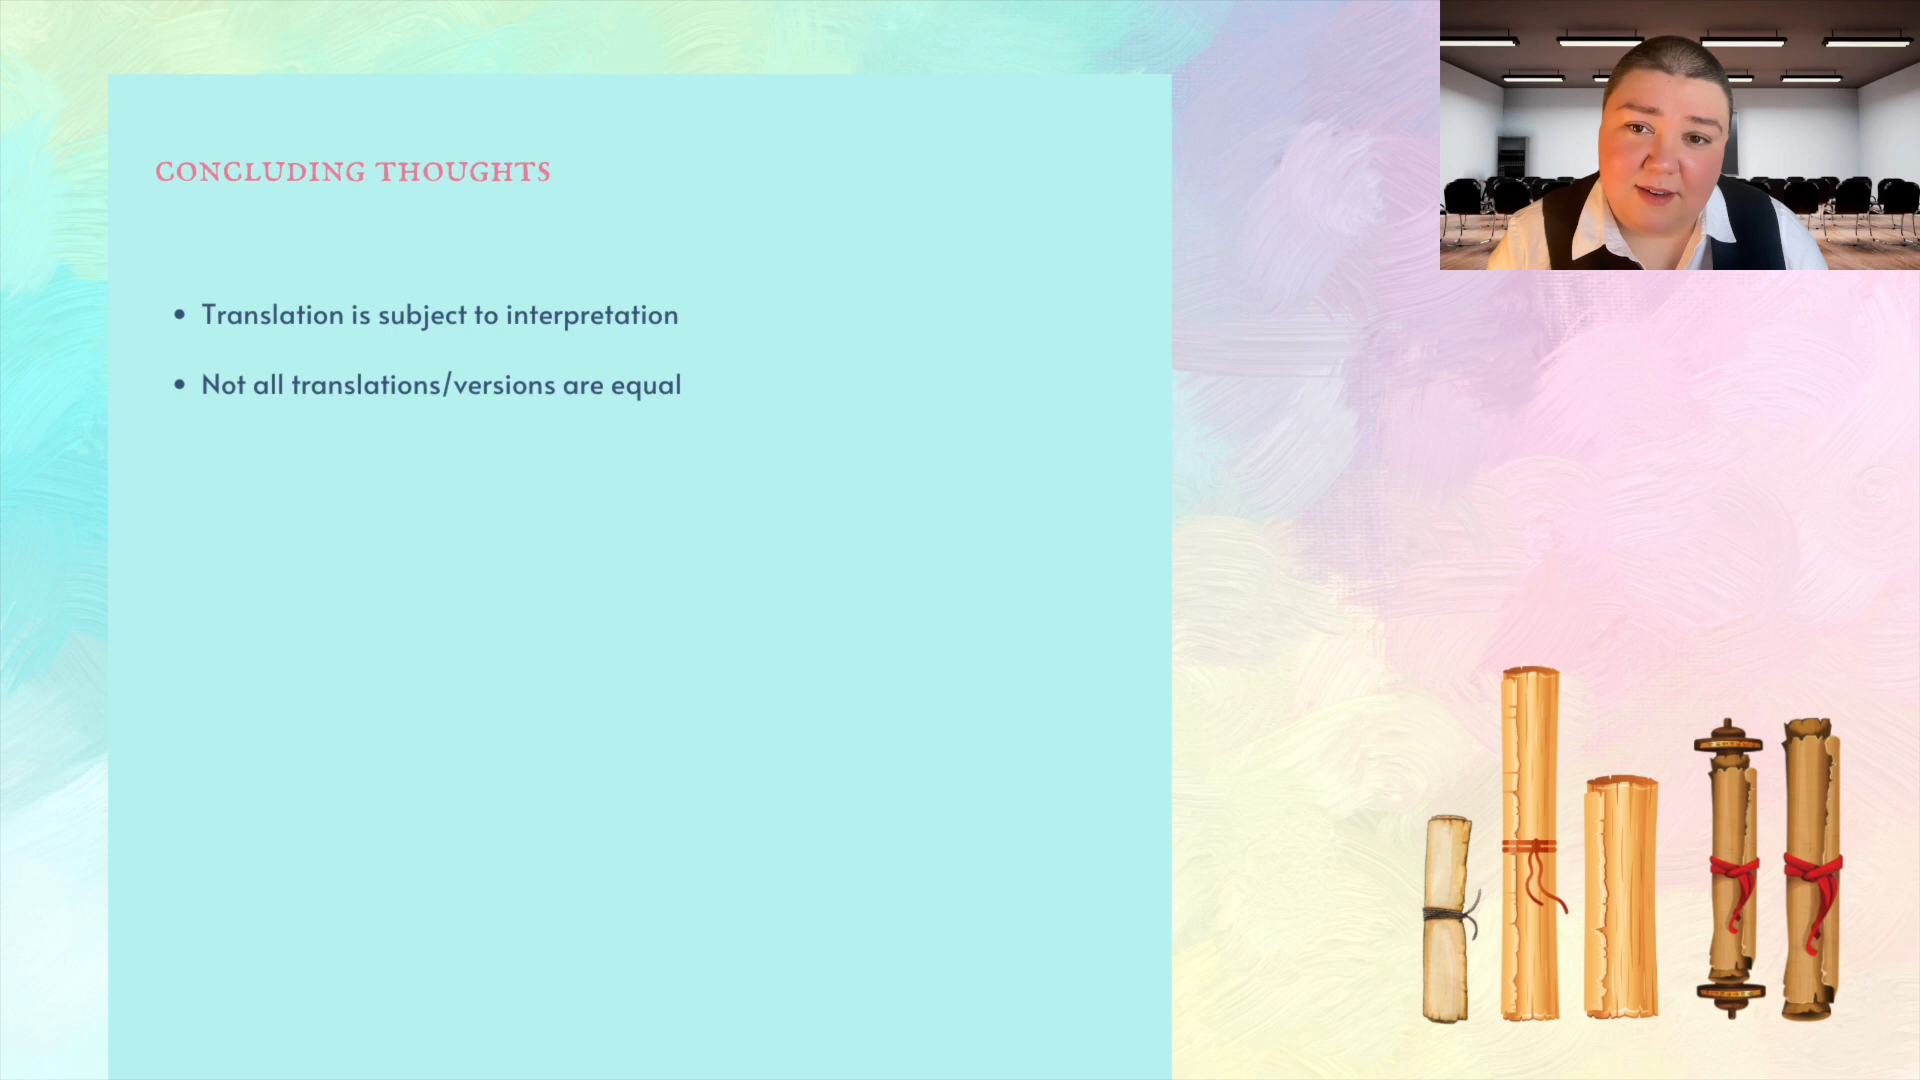 CONCLUDING THOUGHTS
• Translation is subject to interpretation
• Not all translations/versions are equal